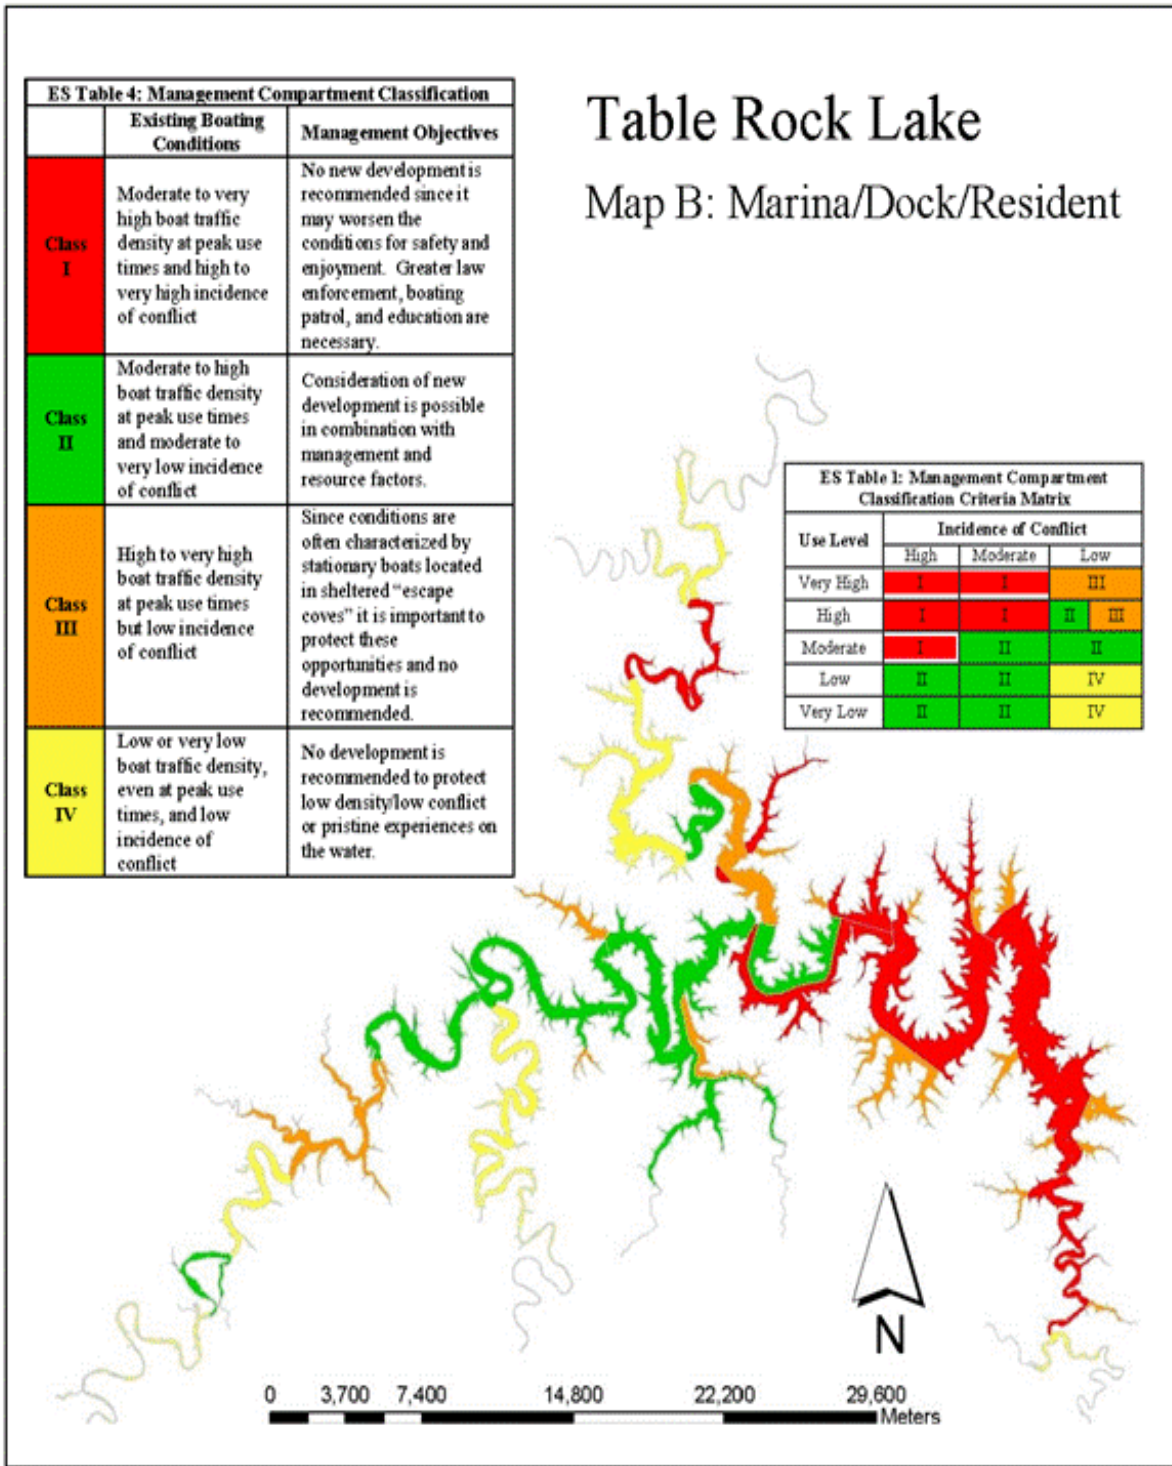 ES Table 4: Management Compartment Classification
Existing Boating
Conditions
Management Objectives
Class
I
Moderate to very
high boat traffic
density at peak use
times and high to
very high incidence
of conflict
No new development is
recommended since it
may worsen the
conditions for safety and
enjoyment. Greater law
enforcement, boating
patrol, and education are
necessary.
Class
II
Moderate to high
boat traffic density
at peak use times
and moderate to
very low incidence
of conflict
Consideration of new
development is possible
in combination with
management and
resource factors.
Class
III
High to very high
boat traffic density
at peak use times
but low incidence
of conflict
Since conditions are
often characterized by
stationary boats located
in sheltered “escape
coves” it is important to
protect these
opportunities and no
development is
recommended.
Class
IV
Low or very low
boat traffic density,
even at peak use
times, and low
incidence of
conflict
No development is
recommended to protect
low density/low conflict
or pristine experiences on
the water.
Table Rock Lake
Map B: Marina/Dock/Resident
ES Table 1: Management Compartment
Classification Criteria Matrix
Use Level
Incidence of Conflict
High Moderate Low
Very High I I III
High I I II III
Moderate I II II
Low II II IV
Very Low II II IV
N
0 3,700 7,400 14,800 22,200 29,600
Meters